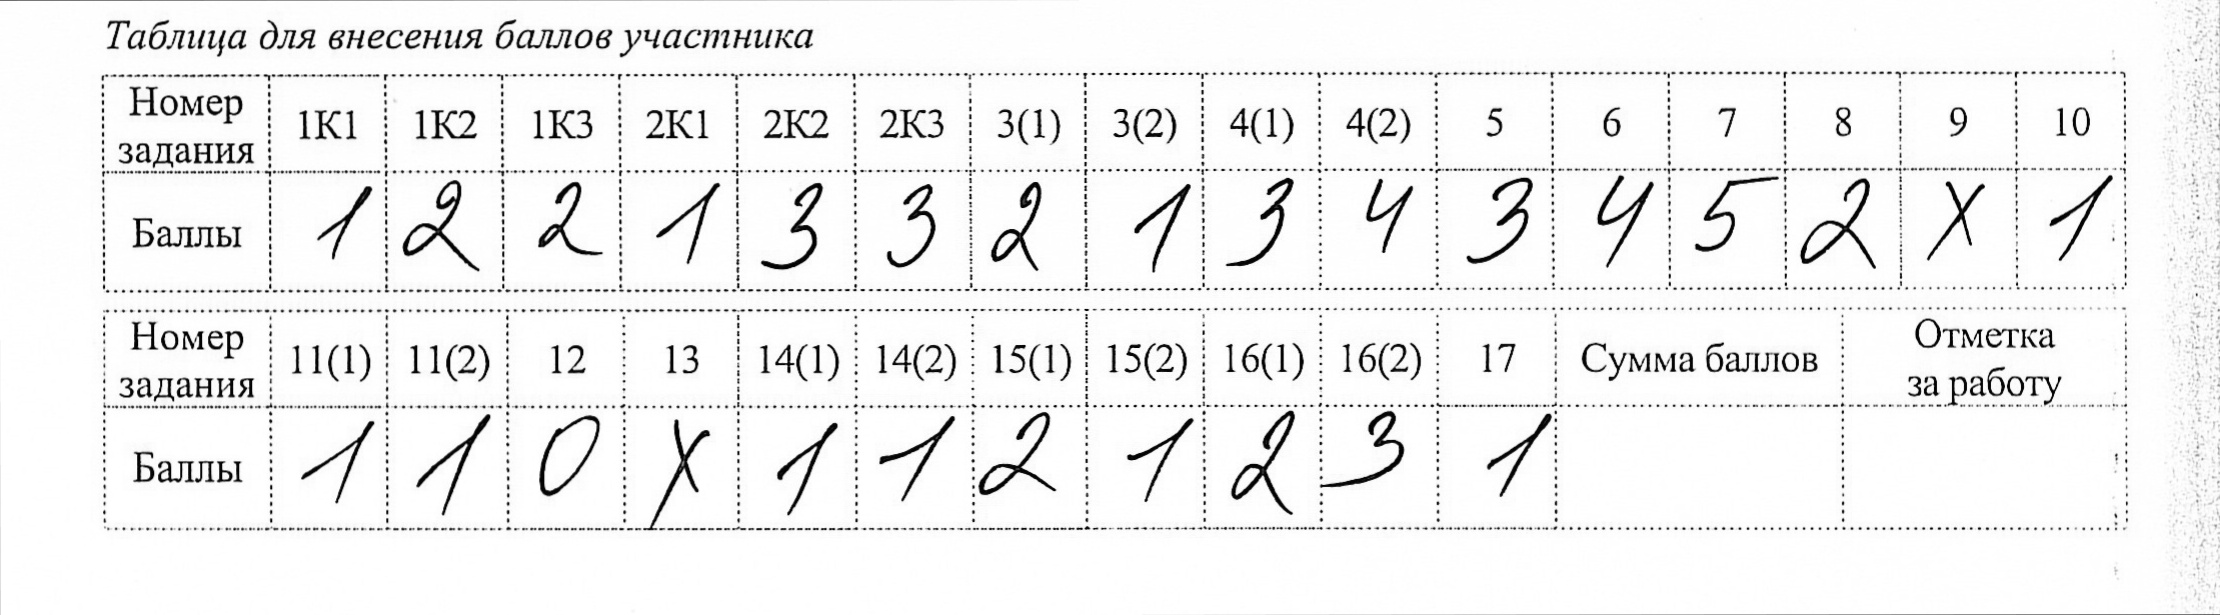 Таблица для внесения баллов участника
Номер задания 1К1 1К2 1К3 2К1 2К2 2К3 3(1) 3(2) 4(1) 4(2) 5 6 7 8 9 10
Баллы 1 2 2 1 3 3 2 1 3 4 3 4 5 2 X 1
Номер задания 11(1) 11(2) 12 13 14(1) 14(2) 15(1) 15(2) 16(1) 16(2) 17 Сумма баллов Отметка за работу
Баллы 1 1 0 X 1 1 2 1 2 3 1